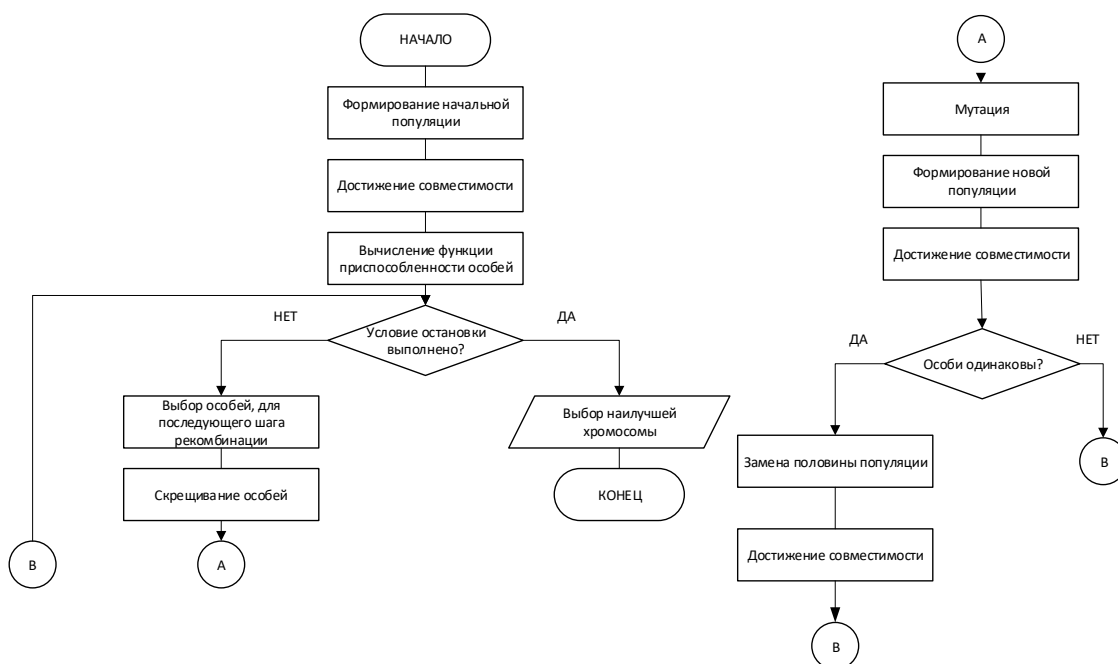 НАЧАЛО
Формирование начальной
популяции
Достижение совместимости
Вычисление функции
приспособленности особей
НЕТ
ДА
Условие остановки
выполнено?
Выбор особей, для
последующего шага
рекомбинации
Скрещивание особей
А
В
Выбор наилучшей
хромосомы
КОНЕЦ
А
Мутация
Формирование новой
популяции
Достижение совместимости
ДА
НЕТ
Особи одинаковы?
Замена половины популяции
Достижение совместимости
В
В